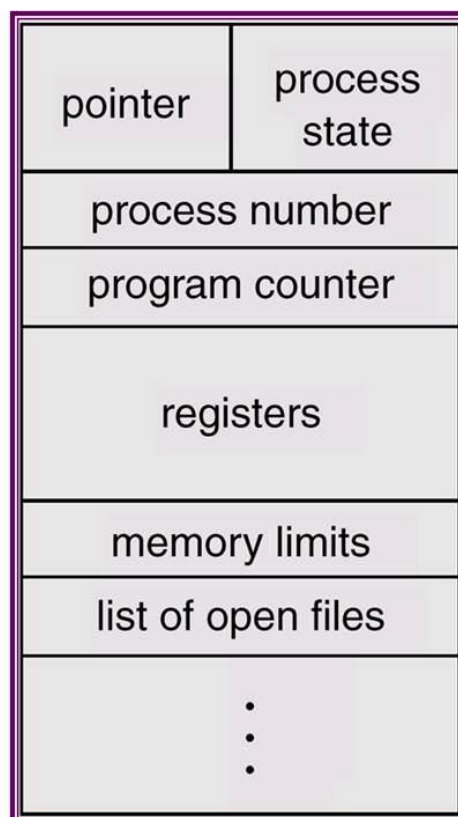 pointer
process
state
process number
program counter
registers
memory limits
list of open files